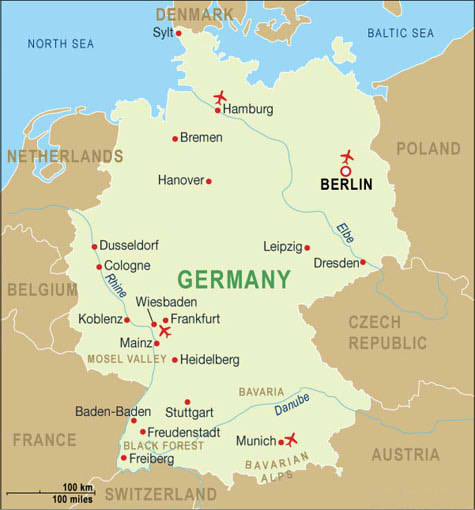 DENMARK
Sylt
NORTH SEA
BALTIC SEA
Hamburg
Bremen
NETHERLANDS
POLAND
Hanover
BERLIN
Elbe
Dusseldorf
Leipzig
Cologne
Dresden
Rhine
GERMANY
BELGIUM
Wiesbaden
Koblenz
Frankfurt
CZECH
REPUBLIC
Mainz
MOSEL VALLEY
Heidelberg
BAVARIA
Danube
Baden-Baden
Stuttgart
Freudenstadt
FRANCE
BLACK FOREST
Munich
AUSTRIA
Freiberg
BAVARIAN
ALPS
100 km
100 miles
SWITZERLAND